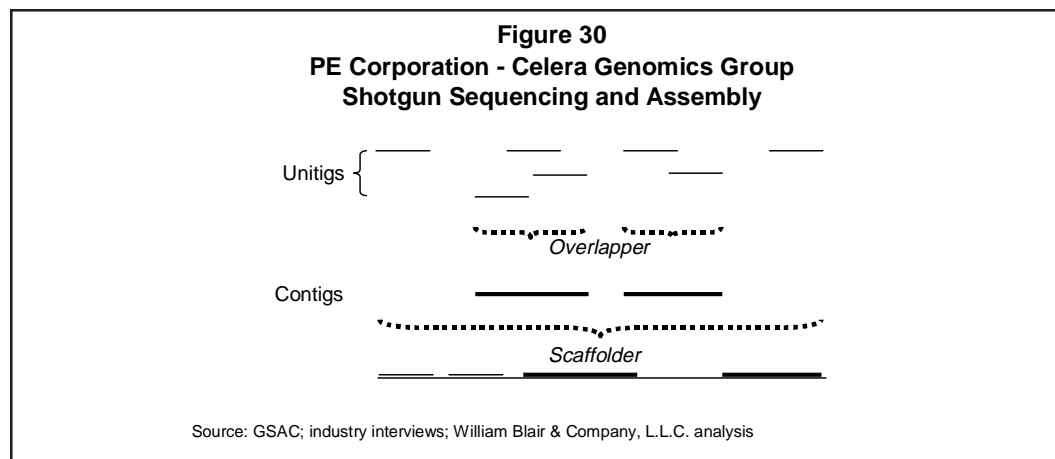 Figure 30
PE Corporation - Celera Genomics Group
Shotgun Sequencing and Assembly
Unitigs
Overlapper
Contigs
Scaffolder
Source: GSAC; industry interviews; William Blair & Company, L.L.C. analysis